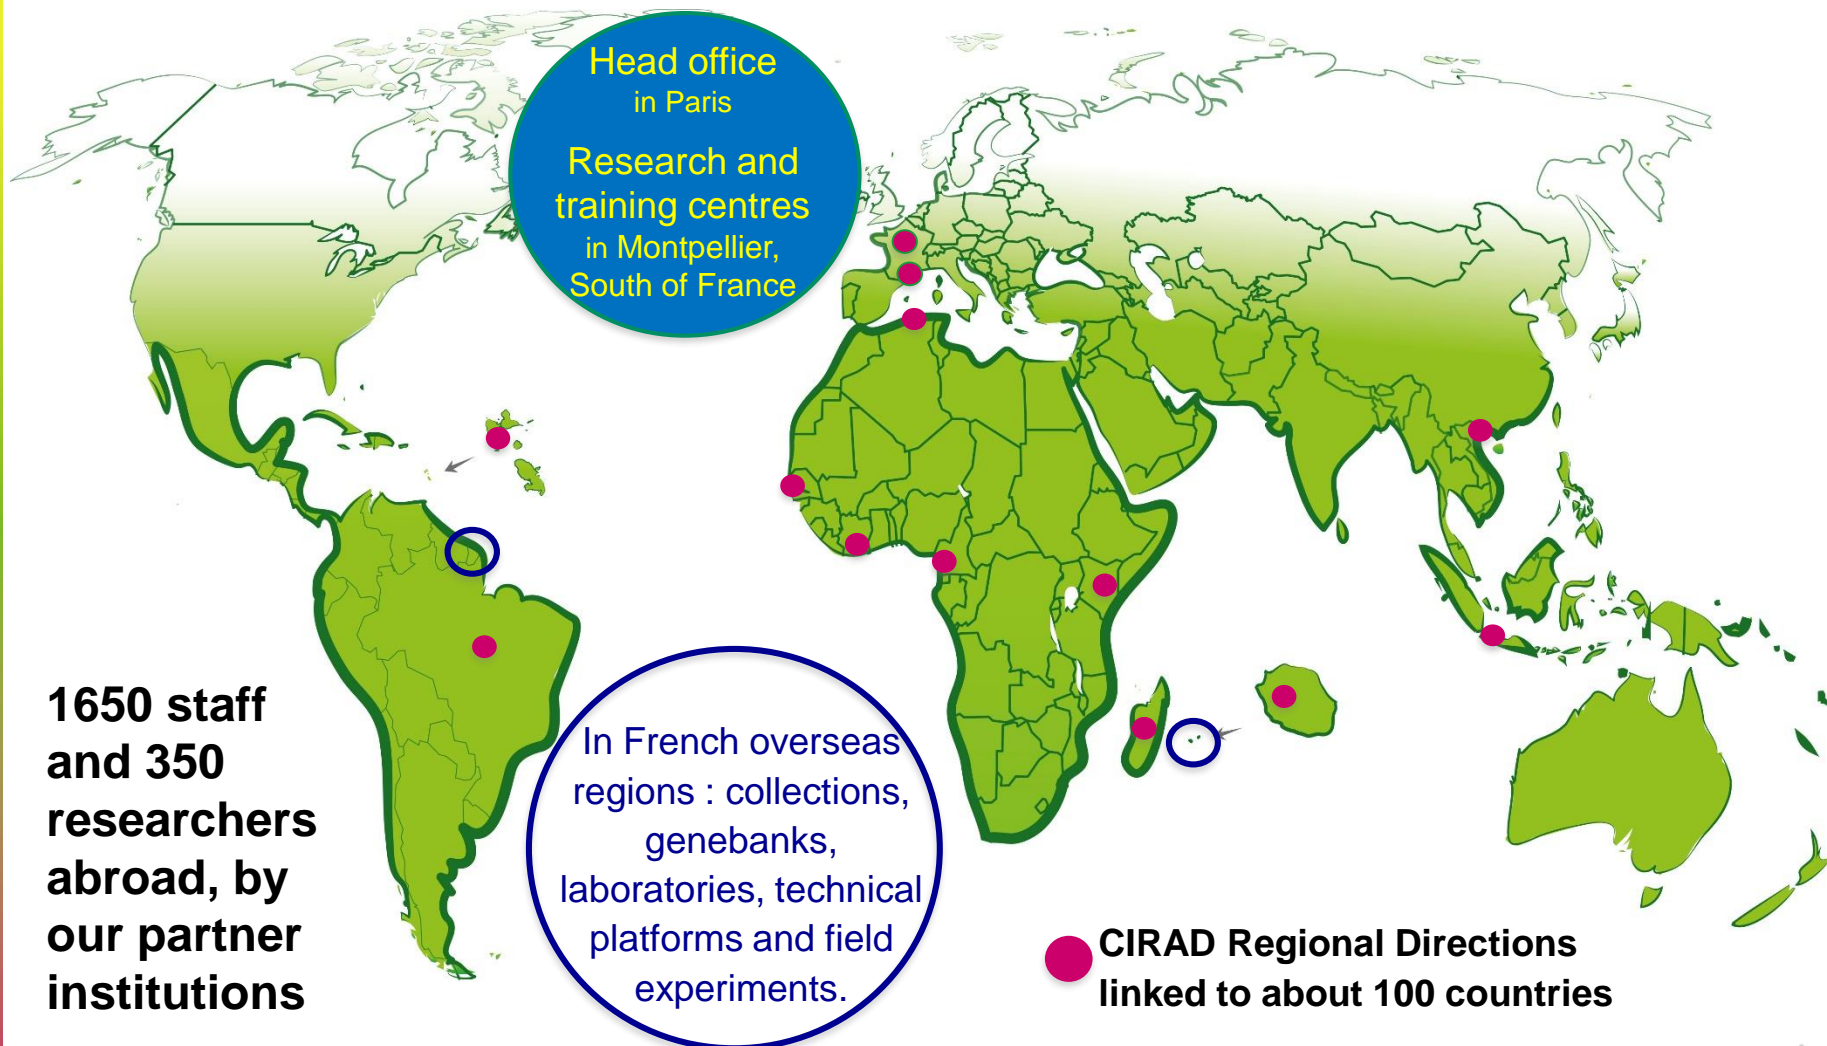 Head office
in Paris
Research and
training centres
in Montpellier,
South of France
1650 staff
and 350
researchers
abroad, by
our partner
institutions
In French overseas
regions : collections,
genebanks,
laboratories, technical
platforms and field
experiments.
CIRAD Regional Directions
linked to about 100 countries